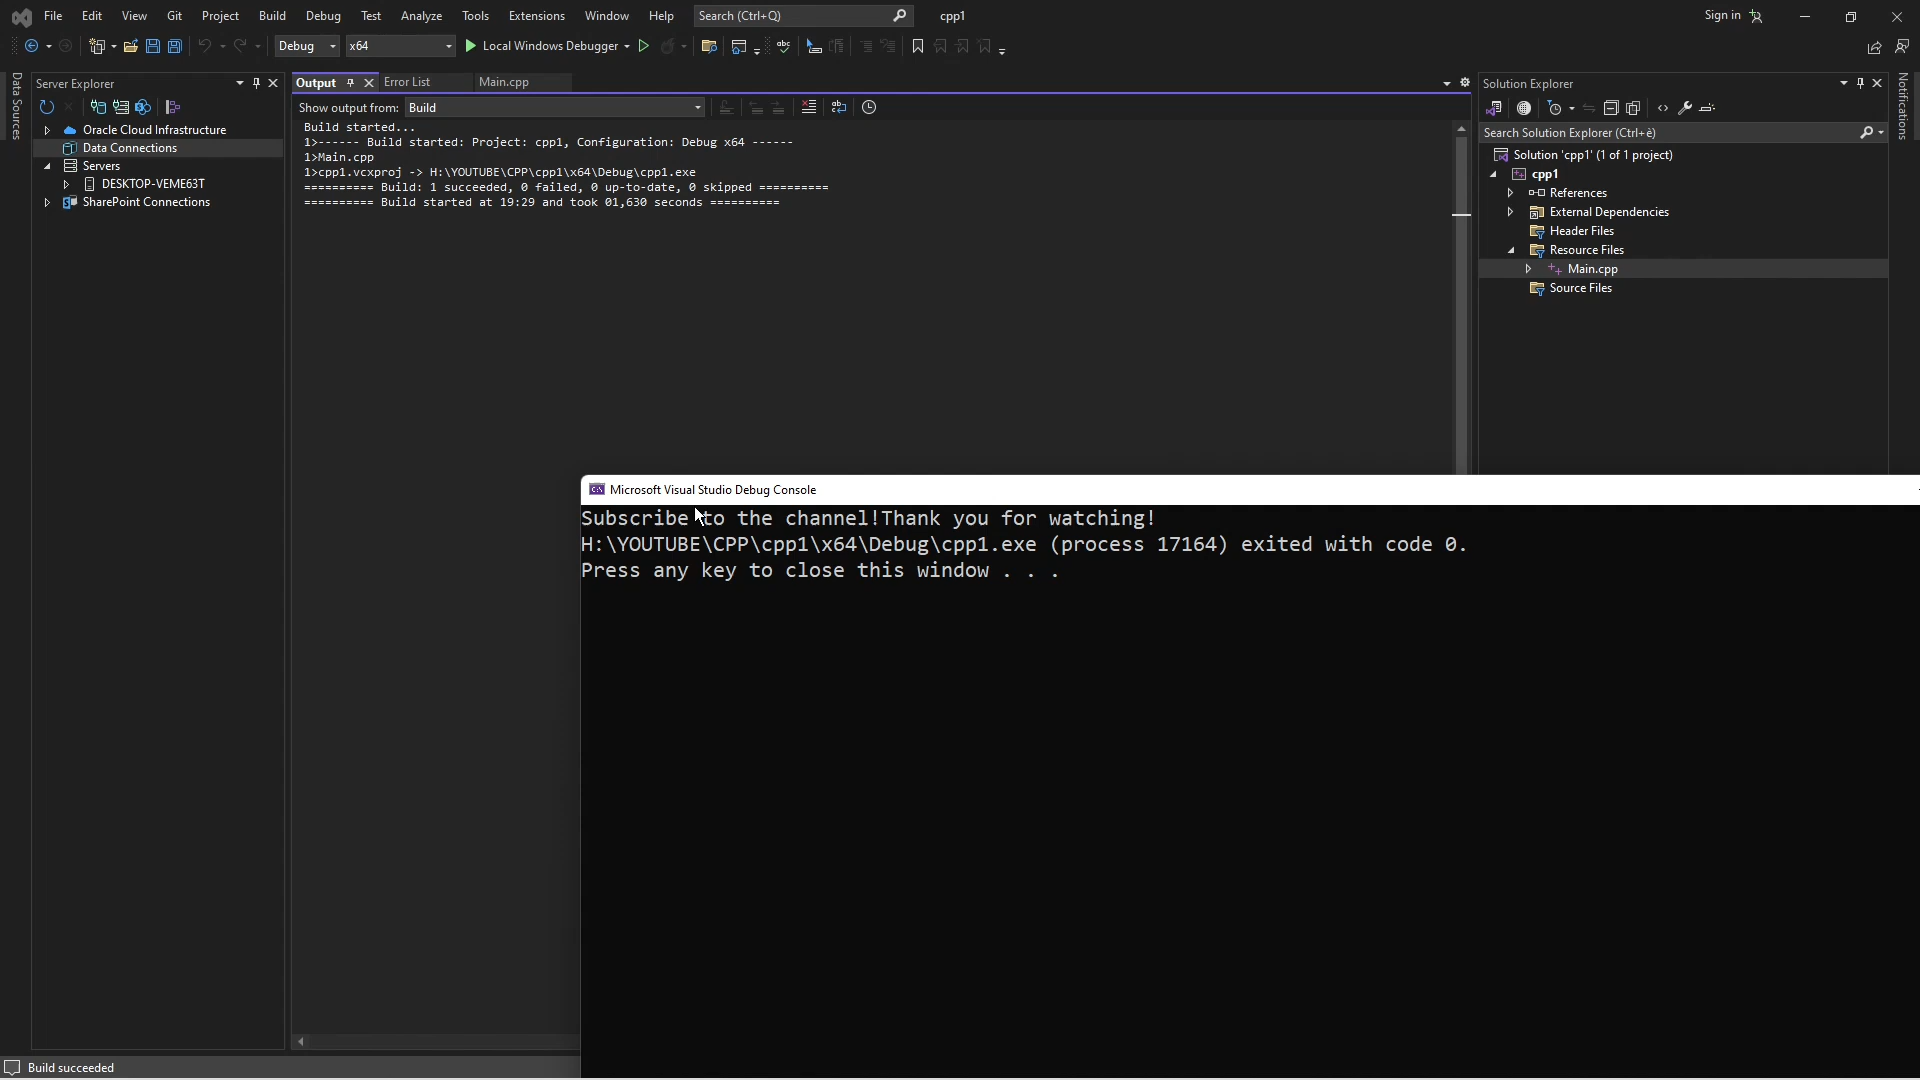 File Edit View Git Project Build Debug Test Analyze Tools Extensions Window Help Search (Ctrl+Q) cpp1 Sign in
Debug x64 Local Windows Debugger
Data Sources
Server Explorer
Oracle Cloud Infrastructure
Data Connections
Servers
DESKTOP-VEME63T
SharePoint Connections
Output Error List Main.cpp
Show output from: Build
Build started...
1>------ Build started: Project: cpp1, Configuration: Debug x64 ------
1>Main.cpp
1>cpp1.vcxproj -> H:\YOUTUBE\CPP\cpp1\x64\Debug\cpp1.exe
========== Build: 1 succeeded, 0 failed, 0 up-to-date, 0 skipped ==========
========== Build started at 19:29 and took 01,630 seconds ==========
Solution Explorer
Search Solution Explorer (Ctrl+è)
Solution 'cpp1' (1 of 1 project)
cpp1
References
External Dependencies
Header Files
Resource Files
Main.cpp
Source Files
Notifications
Microsoft Visual Studio Debug Console
Subscribe to the channel!Thank you for watching!
H:\YOUTUBE\CPP\cpp1\x64\Debug\cpp1.exe (process 17164) exited with code 0.
Press any key to close this window . . .
Build succeeded